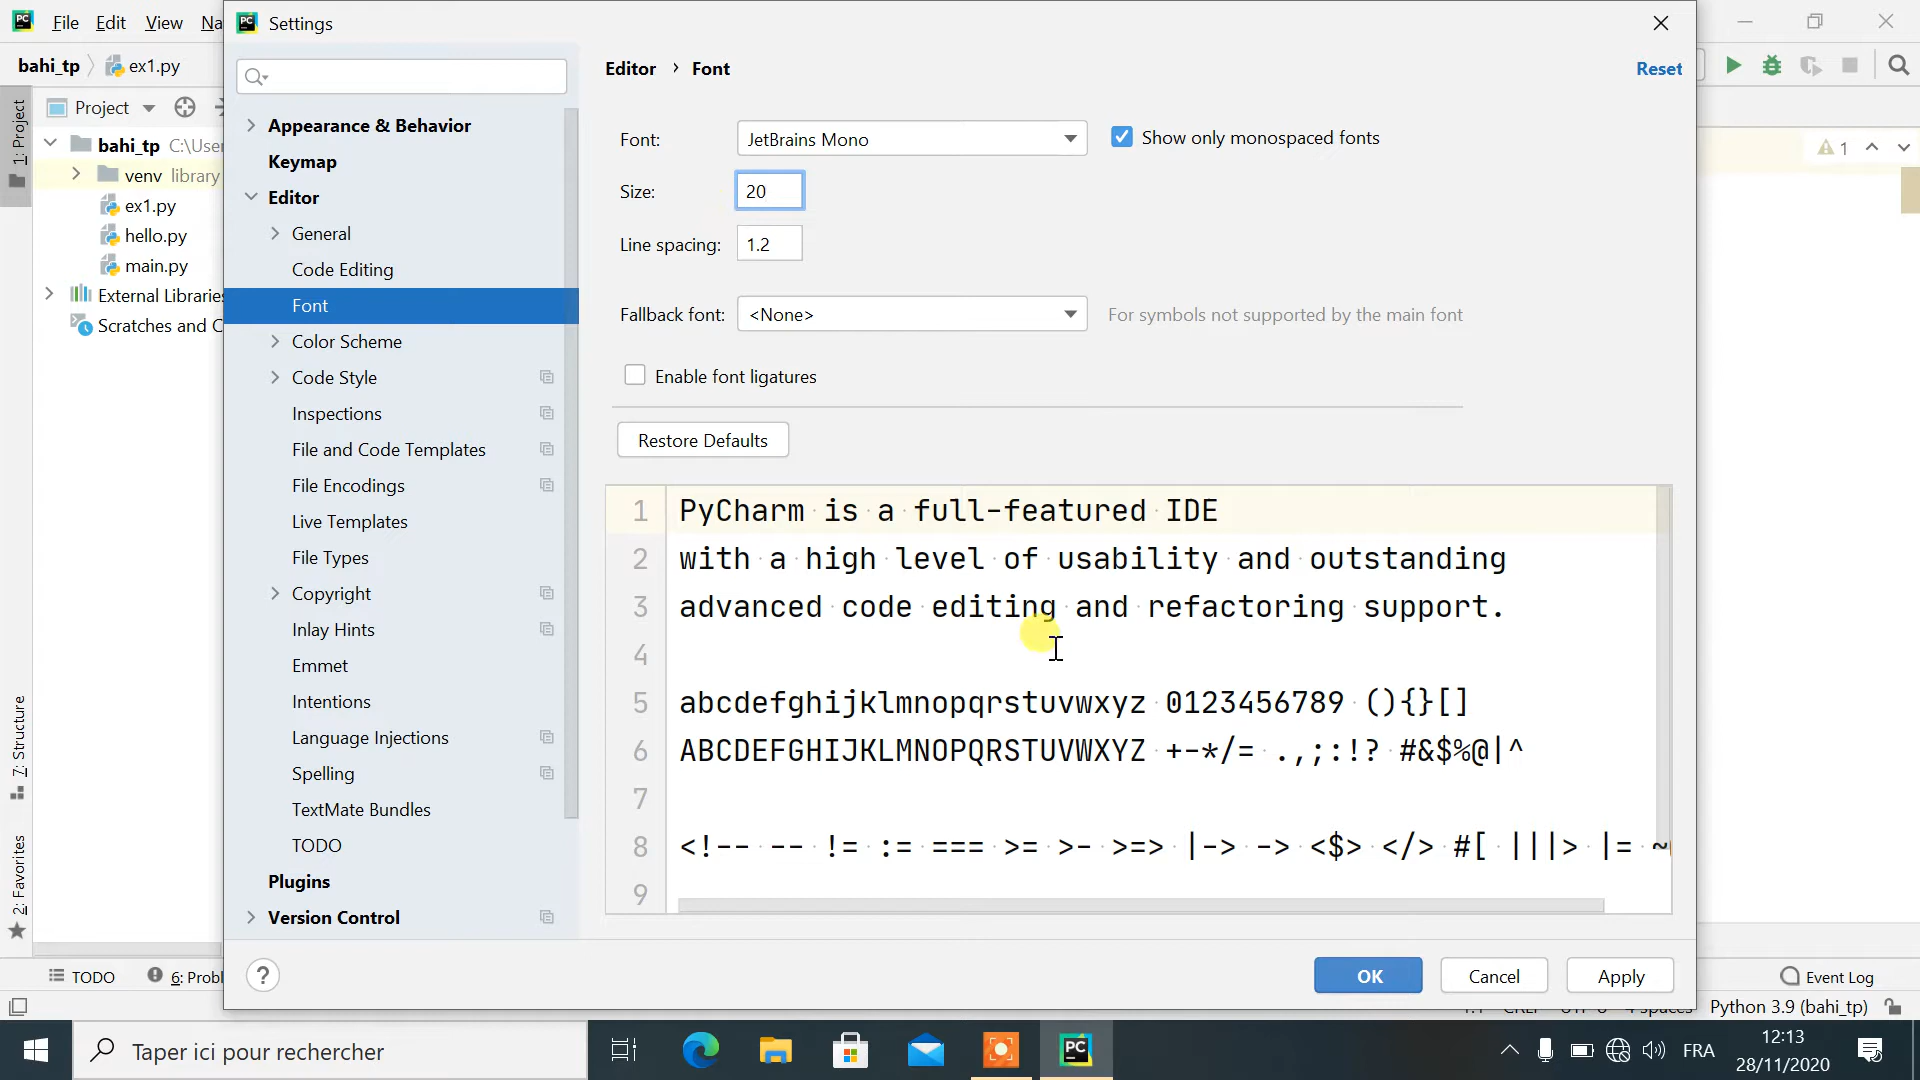 PC File Edit View Na
PC Settings
bahi_tp ex1.py
Project
1: Project
bahi_tp C:\User
venv library
ex1.py
hello.py
main.py
External Libraries
Scratches and C
7: Structure
2: Favorites
Appearance & Behavior
Keymap
Editor
General
Code Editing
Font
Color Scheme
Code Style
Inspections
File and Code Templates
File Encodings
Live Templates
File Types
Copyright
Inlay Hints
Emmet
Intentions
Language Injections
Spelling
TextMate Bundles
TODO
Plugins
Version Control
Editor › Font
Reset
Font: JetBrains Mono Show only monospaced fonts
Size: 20
Line spacing: 1.2
Fallback font: <None> For symbols not supported by the main font
Enable font ligatures
Restore Defaults
1 PyCharm is a full-featured IDE
2 with a high level of usability and outstanding
3 advanced code editing and refactoring support.
4
5 abcdefghijklmnopqrstuvwxyz 0123456789 (){}[]
6 ABCDEFGHIJKLMNOPQRSTUVWXYZ +-*/= .,;:!? #&$%@|^
7
8 <!-- -- != := === >= >- >=> |-> -> <$> </> #[ |||> |= ~
9
1
? OK Cancel Apply
TODO 6: Probl Event Log
Python 3.9 (bahi_tp)
Taper ici pour rechercher
PC
FRA
12:13
28/11/2020